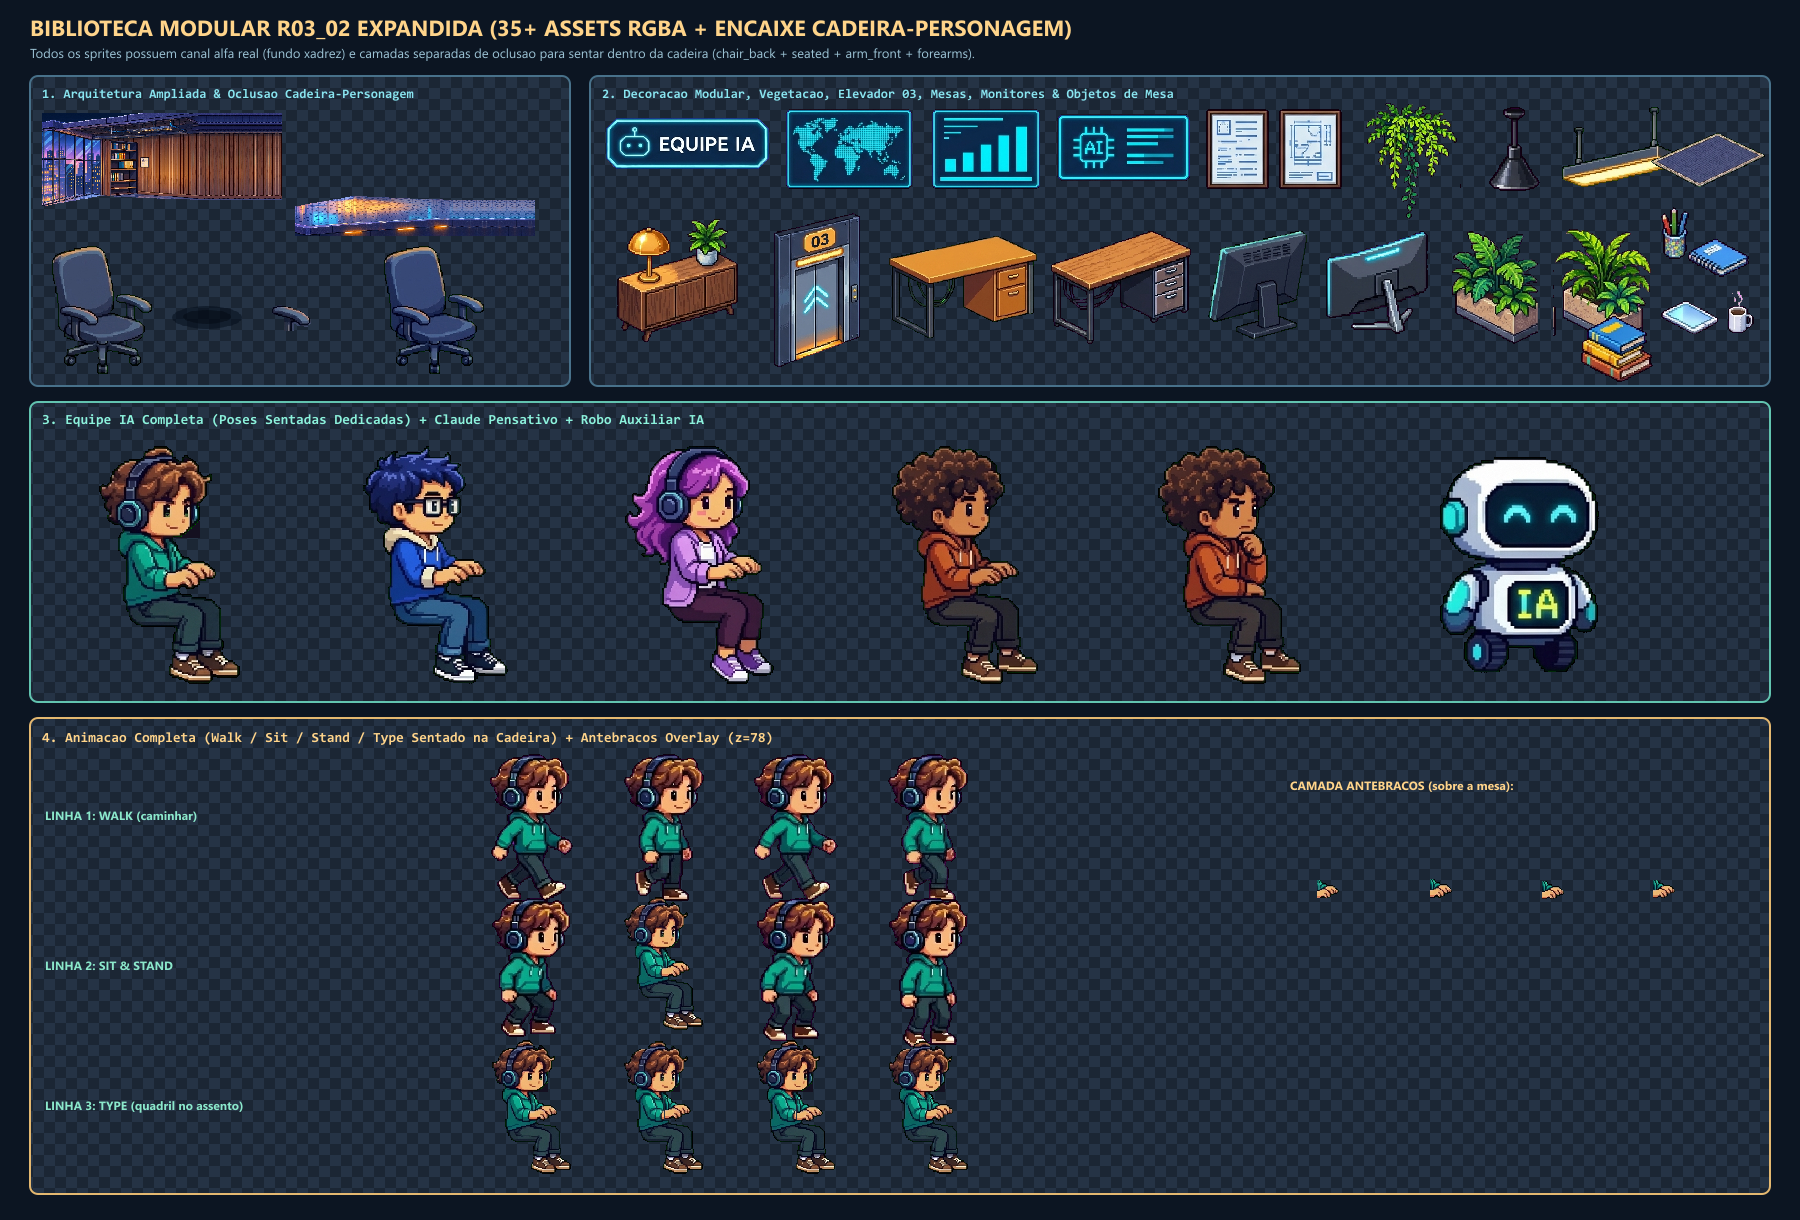 BIBLIOTECA MODULAR R03_02 EXPANDIDA (35+ ASSETS RGBA + ENCAIXE CADEIRA-PERSONAGEM)
Todos os sprites possuem canal alfa real (fundo xadrez) e camadas separadas de oclusao para sentar dentro da cadeira (chair_back + seated + arm_front + forearms).
1. Arquitetura Ampliada & Oclusao Cadeira-Personagem
2. Decoracao Modular, Vegetacao, Elevador 03, Mesas, Monitores & Objetos de Mesa
EQUIPE IA
AI
03
3. Equipe IA Completa (Poses Sentadas Dedicadas) + Claude Pensativo + Robo Auxiliar IA
IA
4. Animacao Completa (Walk / Sit / Stand / Type Sentado na Cadeira) + Antebracos Overlay (z=78)
CAMADA ANTEBRACOS (sobre a mesa):
LINHA 1: WALK (caminhar)
LINHA 2: SIT & STAND
LINHA 3: TYPE (quadril no assento)